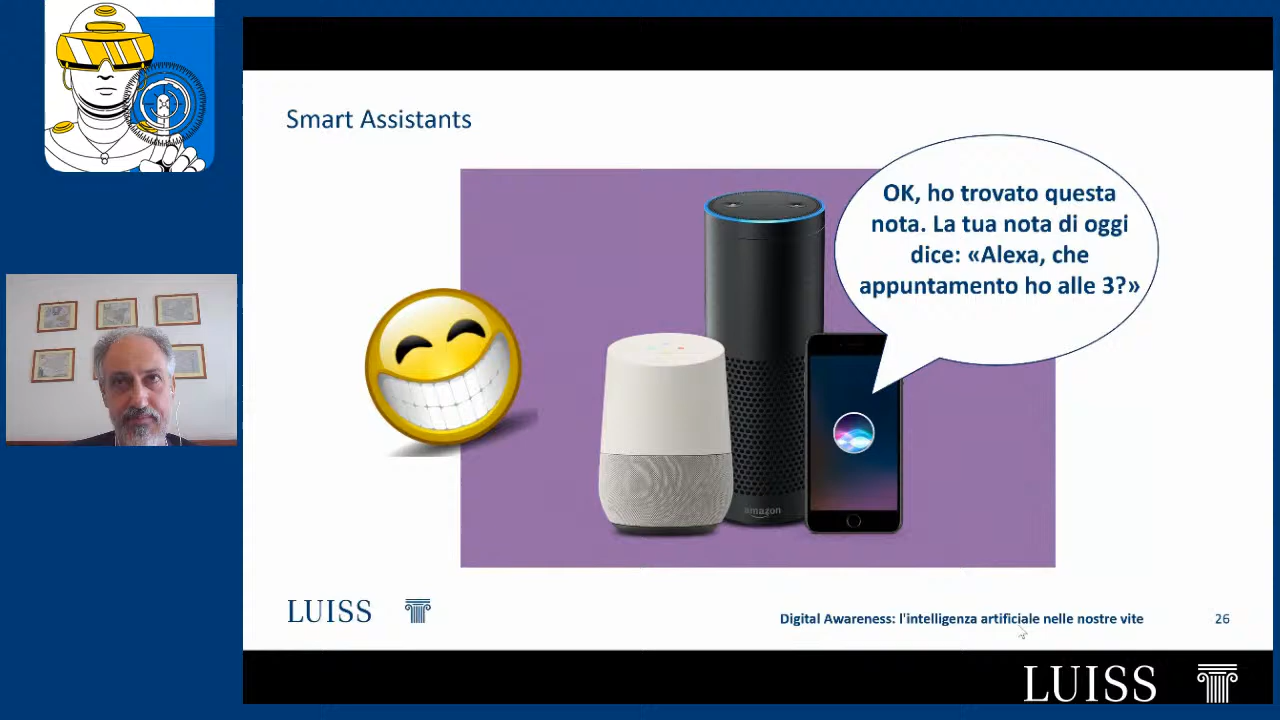 Smart Assistants
OK, ho trovato questa
nota. La tua nota di oggi
dice: «Alexa, che
appuntamento ho alle 3?»
amazon
LUISS
Digital Awareness: l'intelligenza artificiale nelle nostre vite
26
LUISS